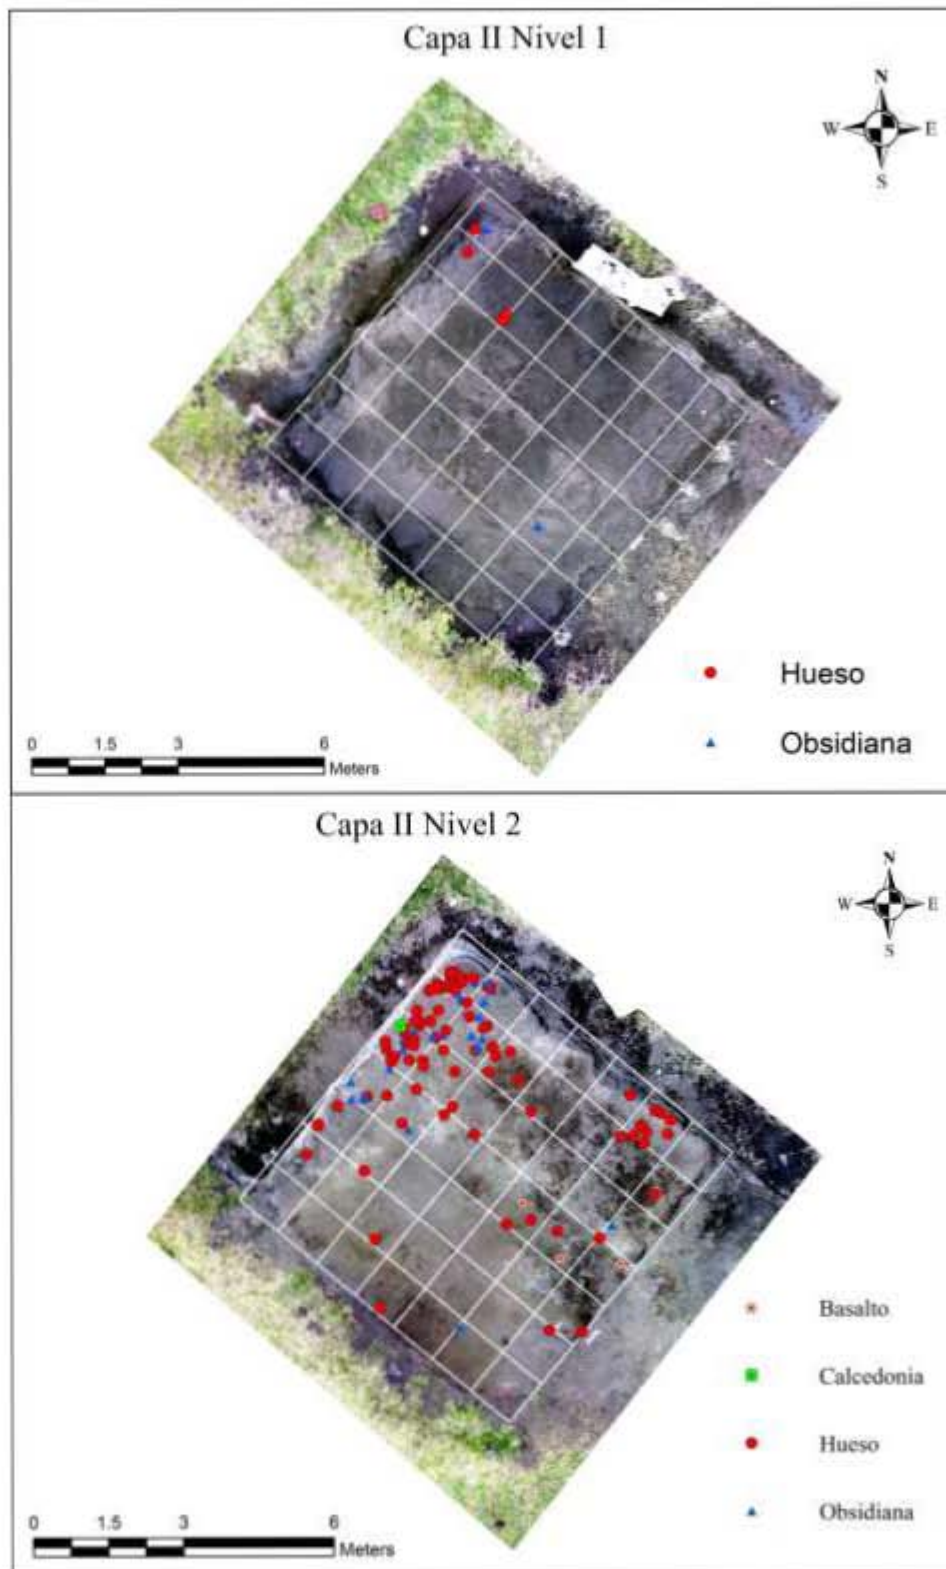 Capa II Nivel 1
N
W E
S
Hueso
Obsidiana
0 1.5 3 6
Meters
Capa II Nivel 2
N
W E
S
Basalto
Calcedonia
Hueso
Obsidiana
0 1.5 3 6
Meters